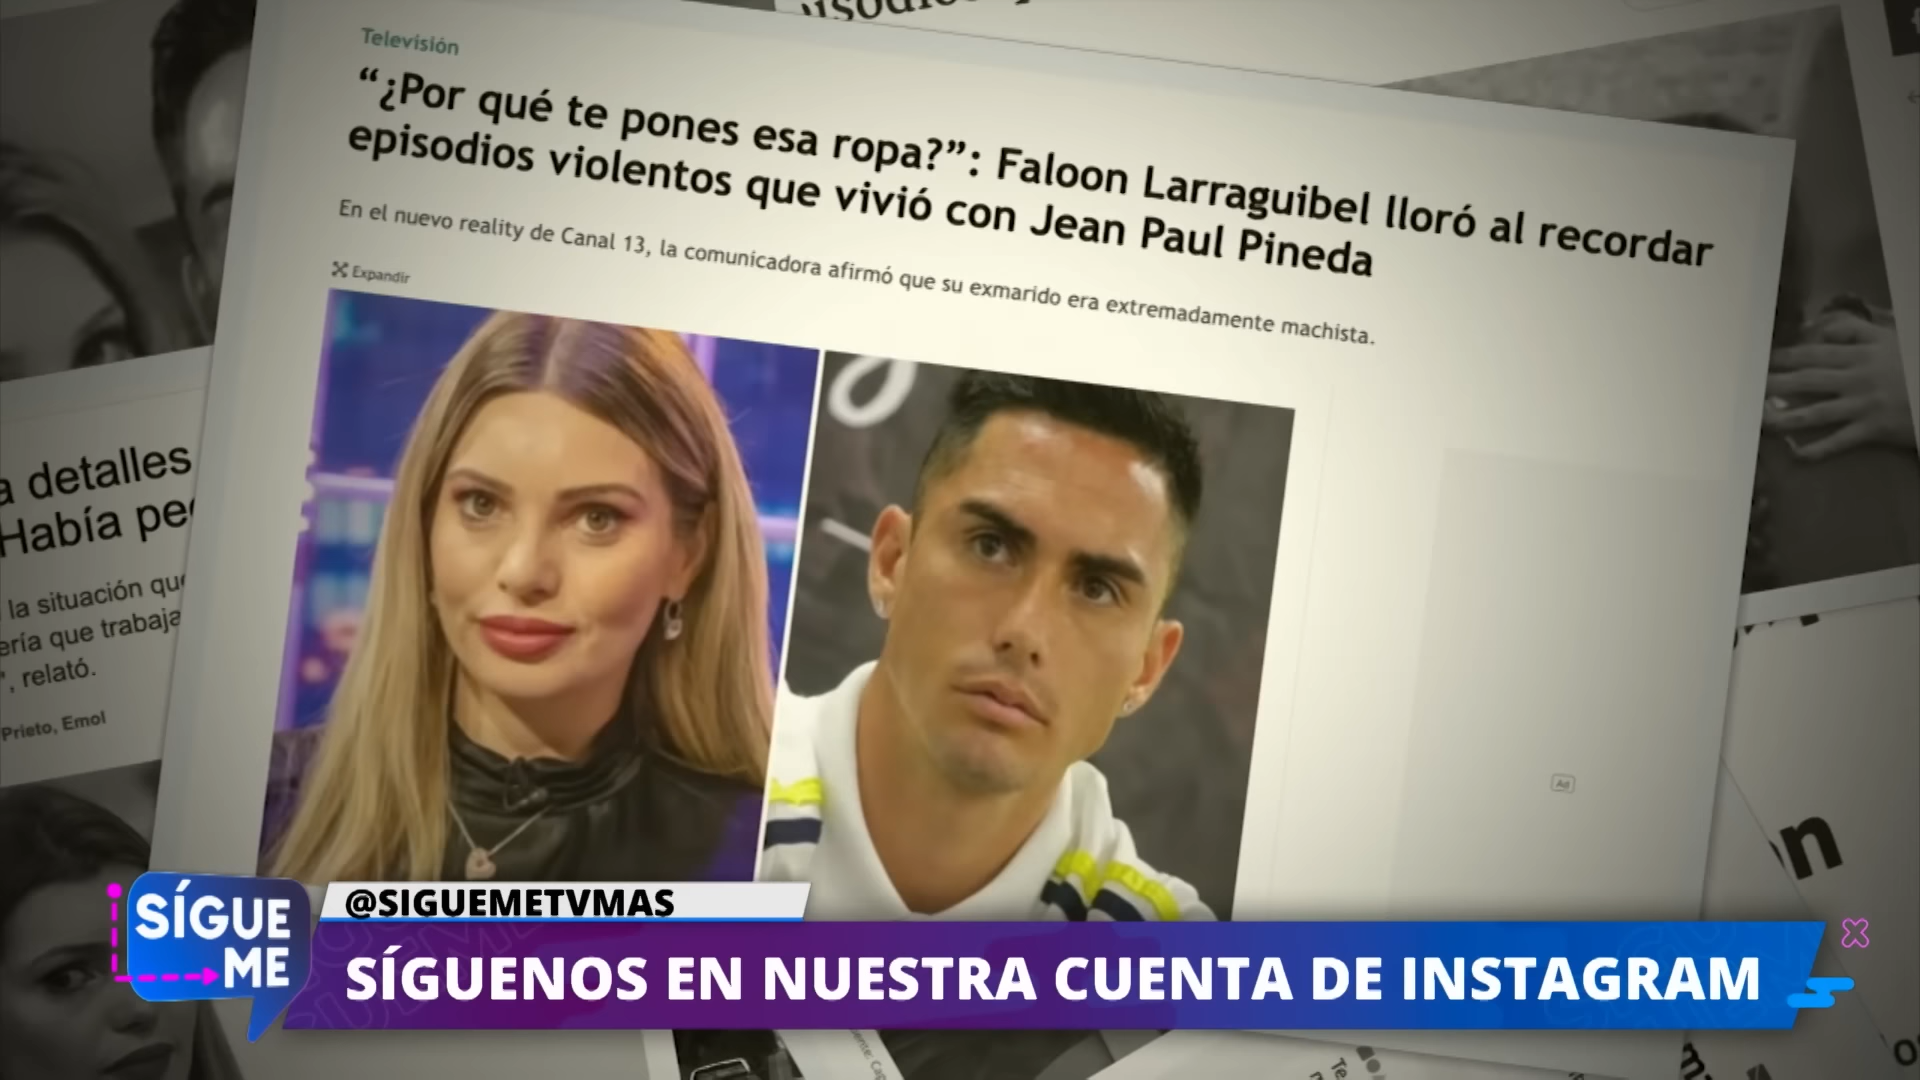 Televisión
“¿Por qué te pones esa ropa?”: Faloon Larraguibel lloró al recordar
episodios violentos que vivió con Jean Paul Pineda
En el nuevo reality de Canal 13, la comunicadora afirmó que su exmarido era extremadamente machista.
Expandir
a detalles
Había
la situación
ería que trabaja
", relató.
Prieto, Emol
Ad
@SIGUEMETVMAS
SÍGUE
ME
SÍGUENOS EN NUESTRA CUENTA DE INSTAGRAM